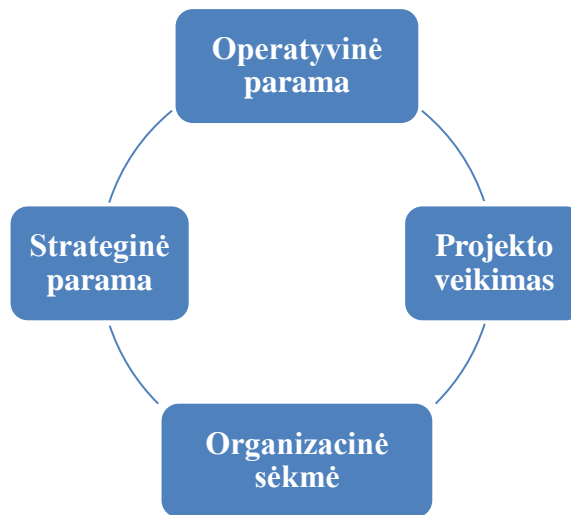 Operatyvinė
parama
Strateginė
parama
Projekto
veikimas
Organizacinė
sėkmė